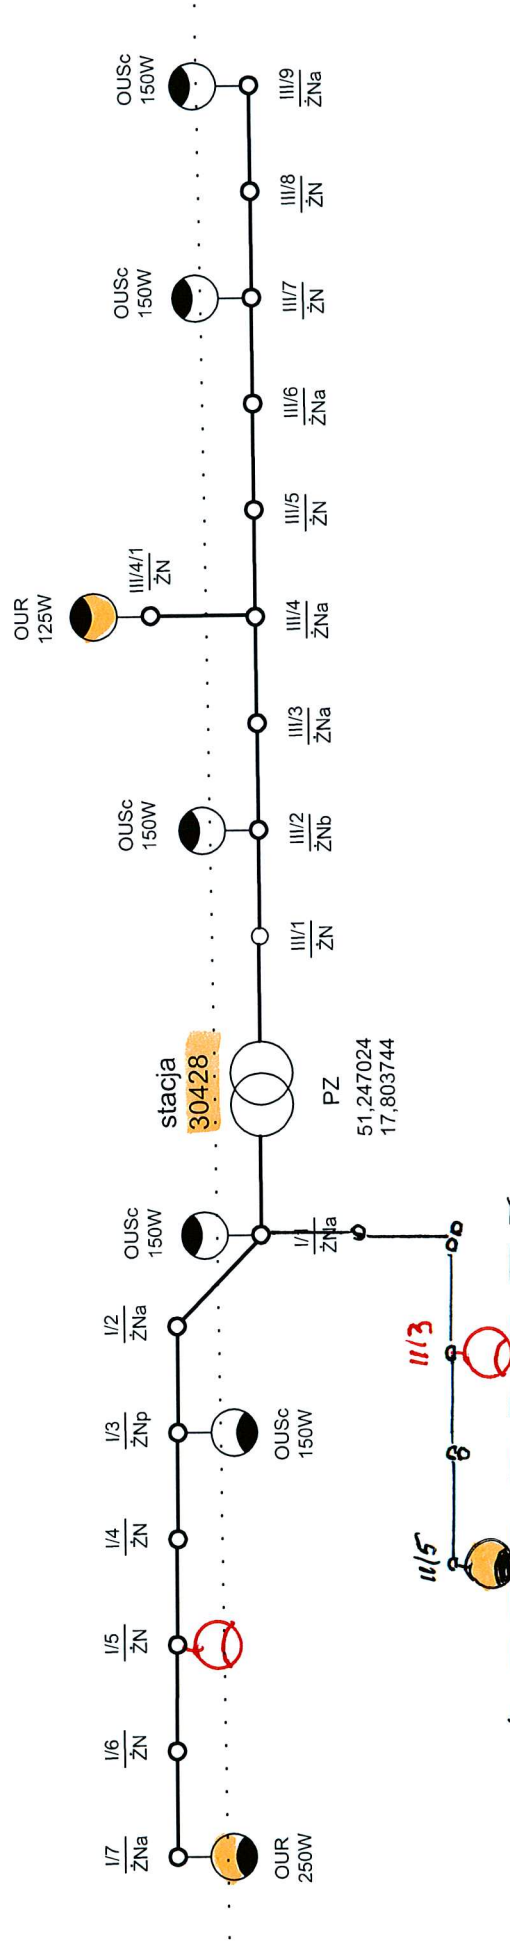 OUSc
150W
III/9
ŻNa
III/8
ŻN
OUSc
150W
III/7
ŻN
III/6
ŻNa
III/5
ŻN
OUR
125W
III/4/1
ŻN
III/4
ŻNa
III/3
ŻNa
OUSc
150W
III/2
ŻNb
III/1
ŻN
stacja
30428
PZ
51,247024
17,803744
OUSc
150W
ŻNa
I/2
ŻNa
I/3
ŻNp
OUSc
150W
I/4
ŻN
I/5
ŻN
I/6
ŻN
I/7
ŻNa
OUR
250W
II/3
II/5